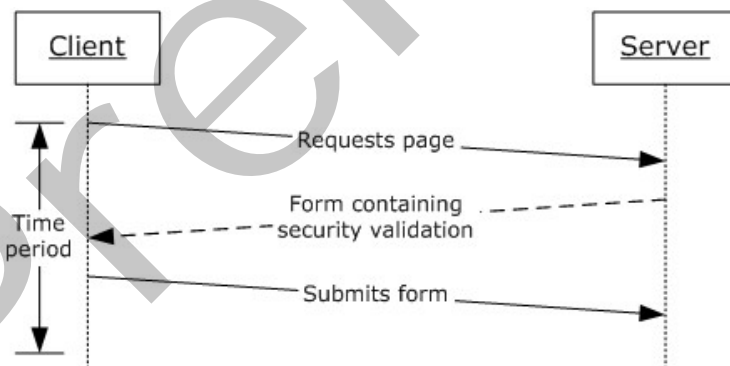 Client
Server
Requests page
Form containing
security validation
Time
period
Submits form